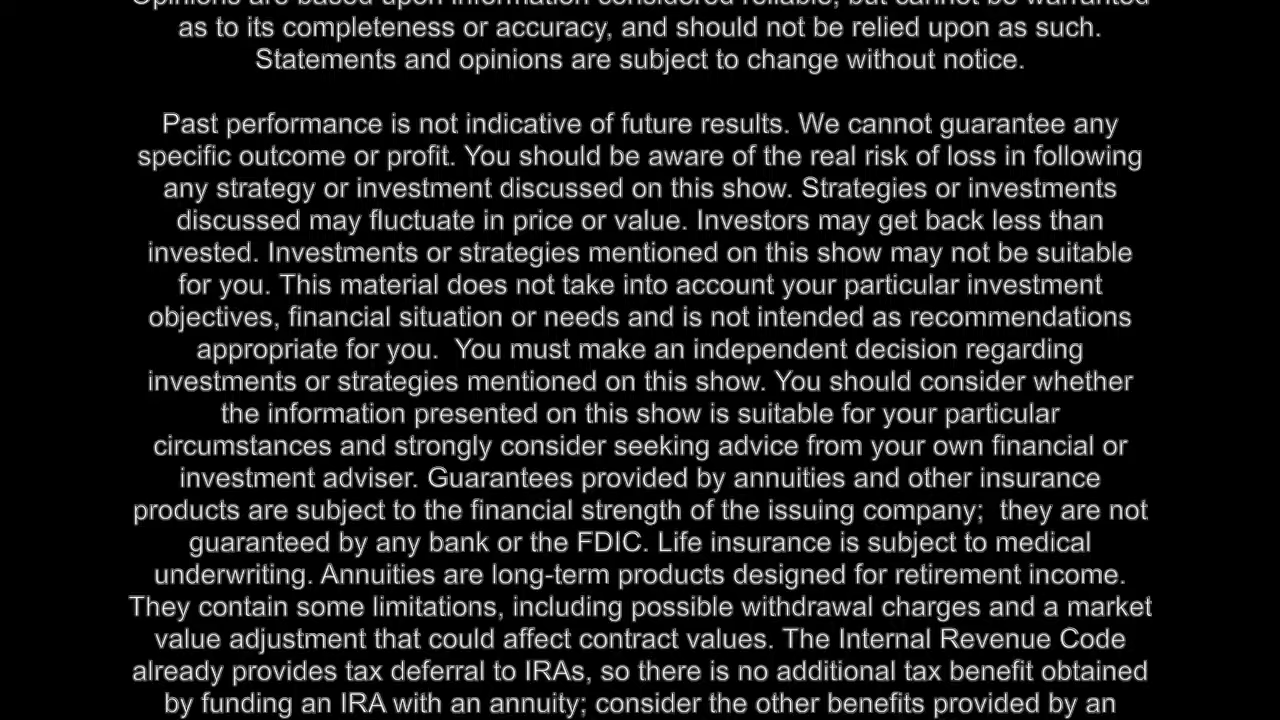 Opinions are based upon information considered reliable, but cannot be warranted
as to its completeness or accuracy, and should not be relied upon as such.
Statements and opinions are subject to change without notice.
Past performance is not indicative of future results. We cannot guarantee any
specific outcome or profit. You should be aware of the real risk of loss in following
any strategy or investment discussed on this show. Strategies or investments
discussed may fluctuate in price or value. Investors may get back less than
invested. Investments or strategies mentioned on this show may not be suitable
for you. This material does not take into account your particular investment
objectives, financial situation or needs and is not intended as recommendations
appropriate for you.  You must make an independent decision regarding
investments or strategies mentioned on this show. You should consider whether
the information presented on this show is suitable for your particular
circumstances and strongly consider seeking advice from your own financial or
investment adviser. Guarantees provided by annuities and other insurance
products are subject to the financial strength of the issuing company;  they are not
guaranteed by any bank or the FDIC. Life insurance is subject to medical
underwriting. Annuities are long-term products designed for retirement income.
They contain some limitations, including possible withdrawal charges and a market
value adjustment that could affect contract values. The Internal Revenue Code
already provides tax deferral to IRAs, so there is no additional tax benefit obtained
by funding an IRA with an annuity; consider the other benefits provided by an